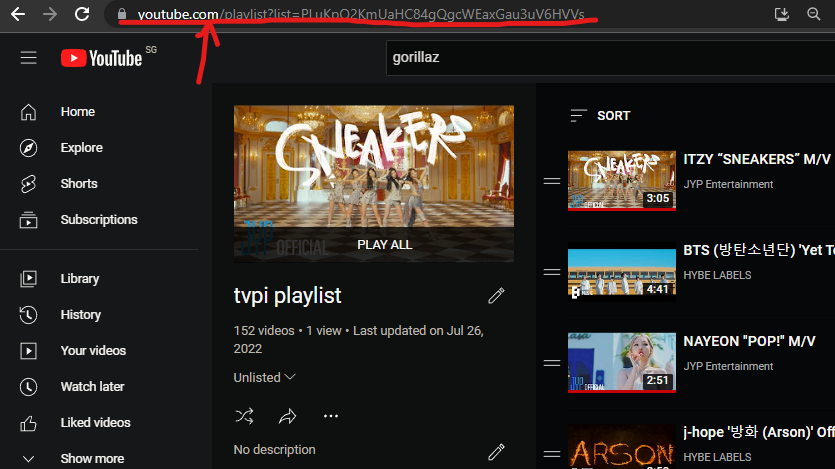 youtube.com/playlist?list=PLuKpO2KmUaHC84gQgcWEaxGau3uV6HVVs
YouTube SG
gorillaz
Home
Explore
Shorts
Subscriptions
Library
History
Your videos
Watch later
Liked videos
Show more
SNEAKERS
JYP OFFICIAL
PLAY ALL
tvpi playlist
152 videos • 1 view • Last updated on Jul 26,
2022
Unlisted
No description
SORT
SNEAKERS
3:05
ITZY “SNEAKERS” M/V
JYP Entertainment
4:41
BTS (방탄소년단) 'Yet To
HYBE LABELS
2:51
NAYEON "POP!" M/V
JYP Entertainment
ARSON
j-hope '방화 (Arson)' Off
HYBE LABELS